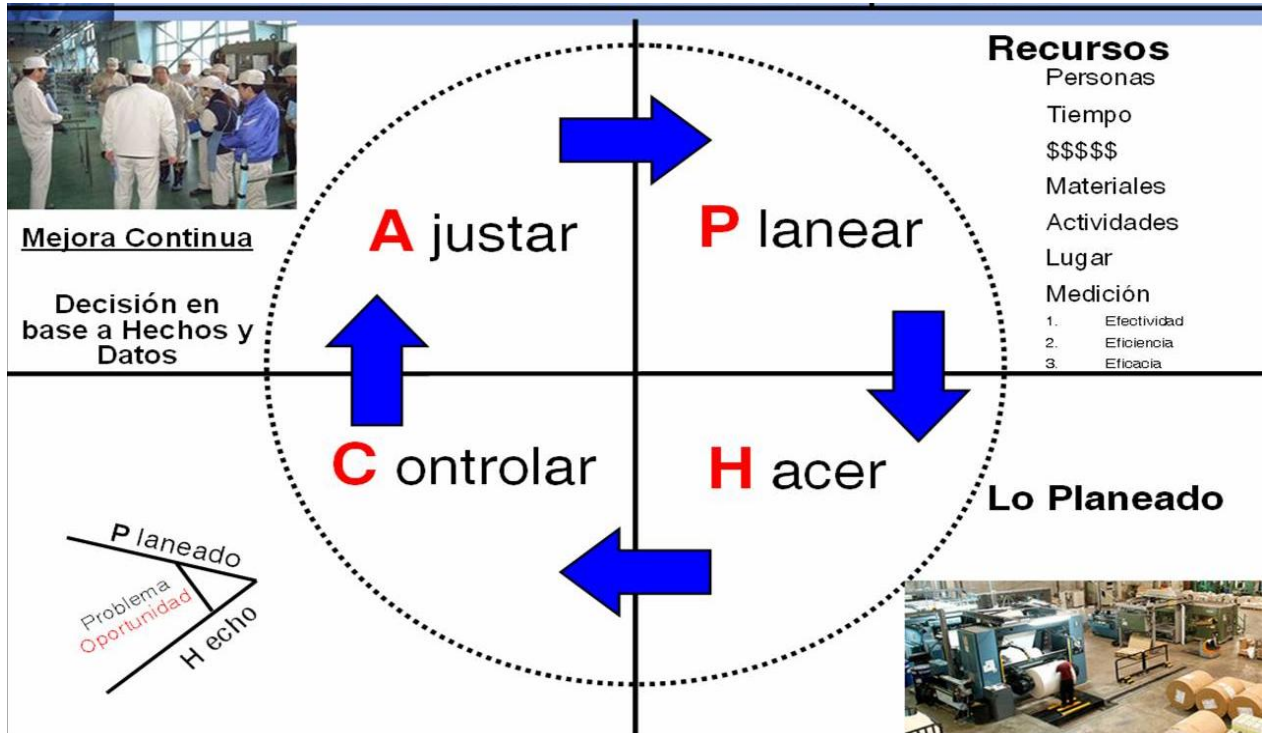 Recursos
Personas
Tiempo
$$$$$
Materiales
Actividades
Lugar
Medición
1. Efectividad
2. Eficiencia
3. Eficacia
A justar
P lanear
Mejora Continua
Decisión en
base a Hechos y
Datos
C ontrolar
H acer
Lo Planeado
P laneado
Problema
Oportunidad
H echo